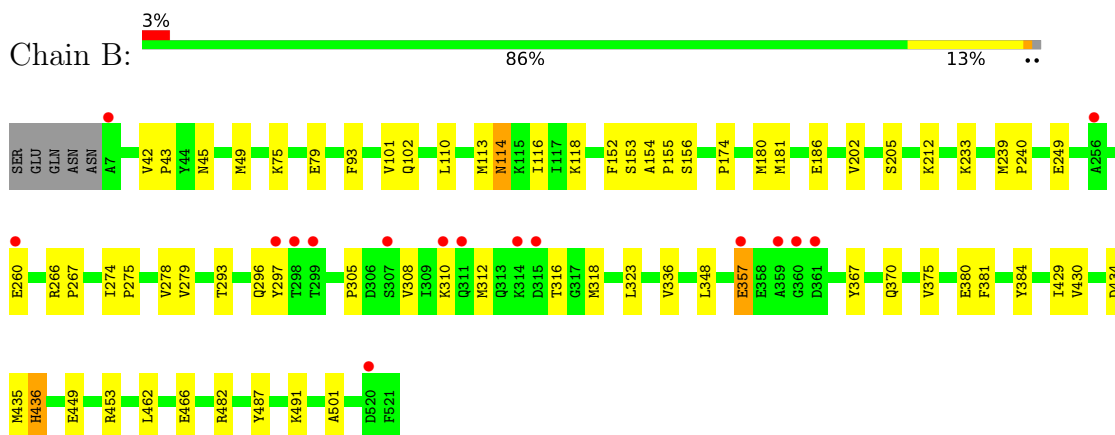 3%
Chain B:
86% 13% ••
SER GLU GLN ASN ASN A7 V42 P43 Y44 N45 M49 K75 E79 F93 V101 Q102 L110 M113 N114 K115 I116 I117 K118 F152 S153 A154 P155 S156 P174 M180 M181 E186 V202 S205 K212 K233 M239 P240 E249 A256
E260 R266 P267 I274 P275 V278 V279 T293 Q296 Y297 T298 T299 P305 D306 S307 V308 I309 K310 Q311 M312 Q313 K314 D315 T316 G317 M318 L323 V336 L348 E357 E358 A359 G360 D361 Y367 Q370 V375 E380 F381 Y384 I429 V430
M435 H436 E449 R453 L462 E466 R482 Y487 K491 A501 D520 F521